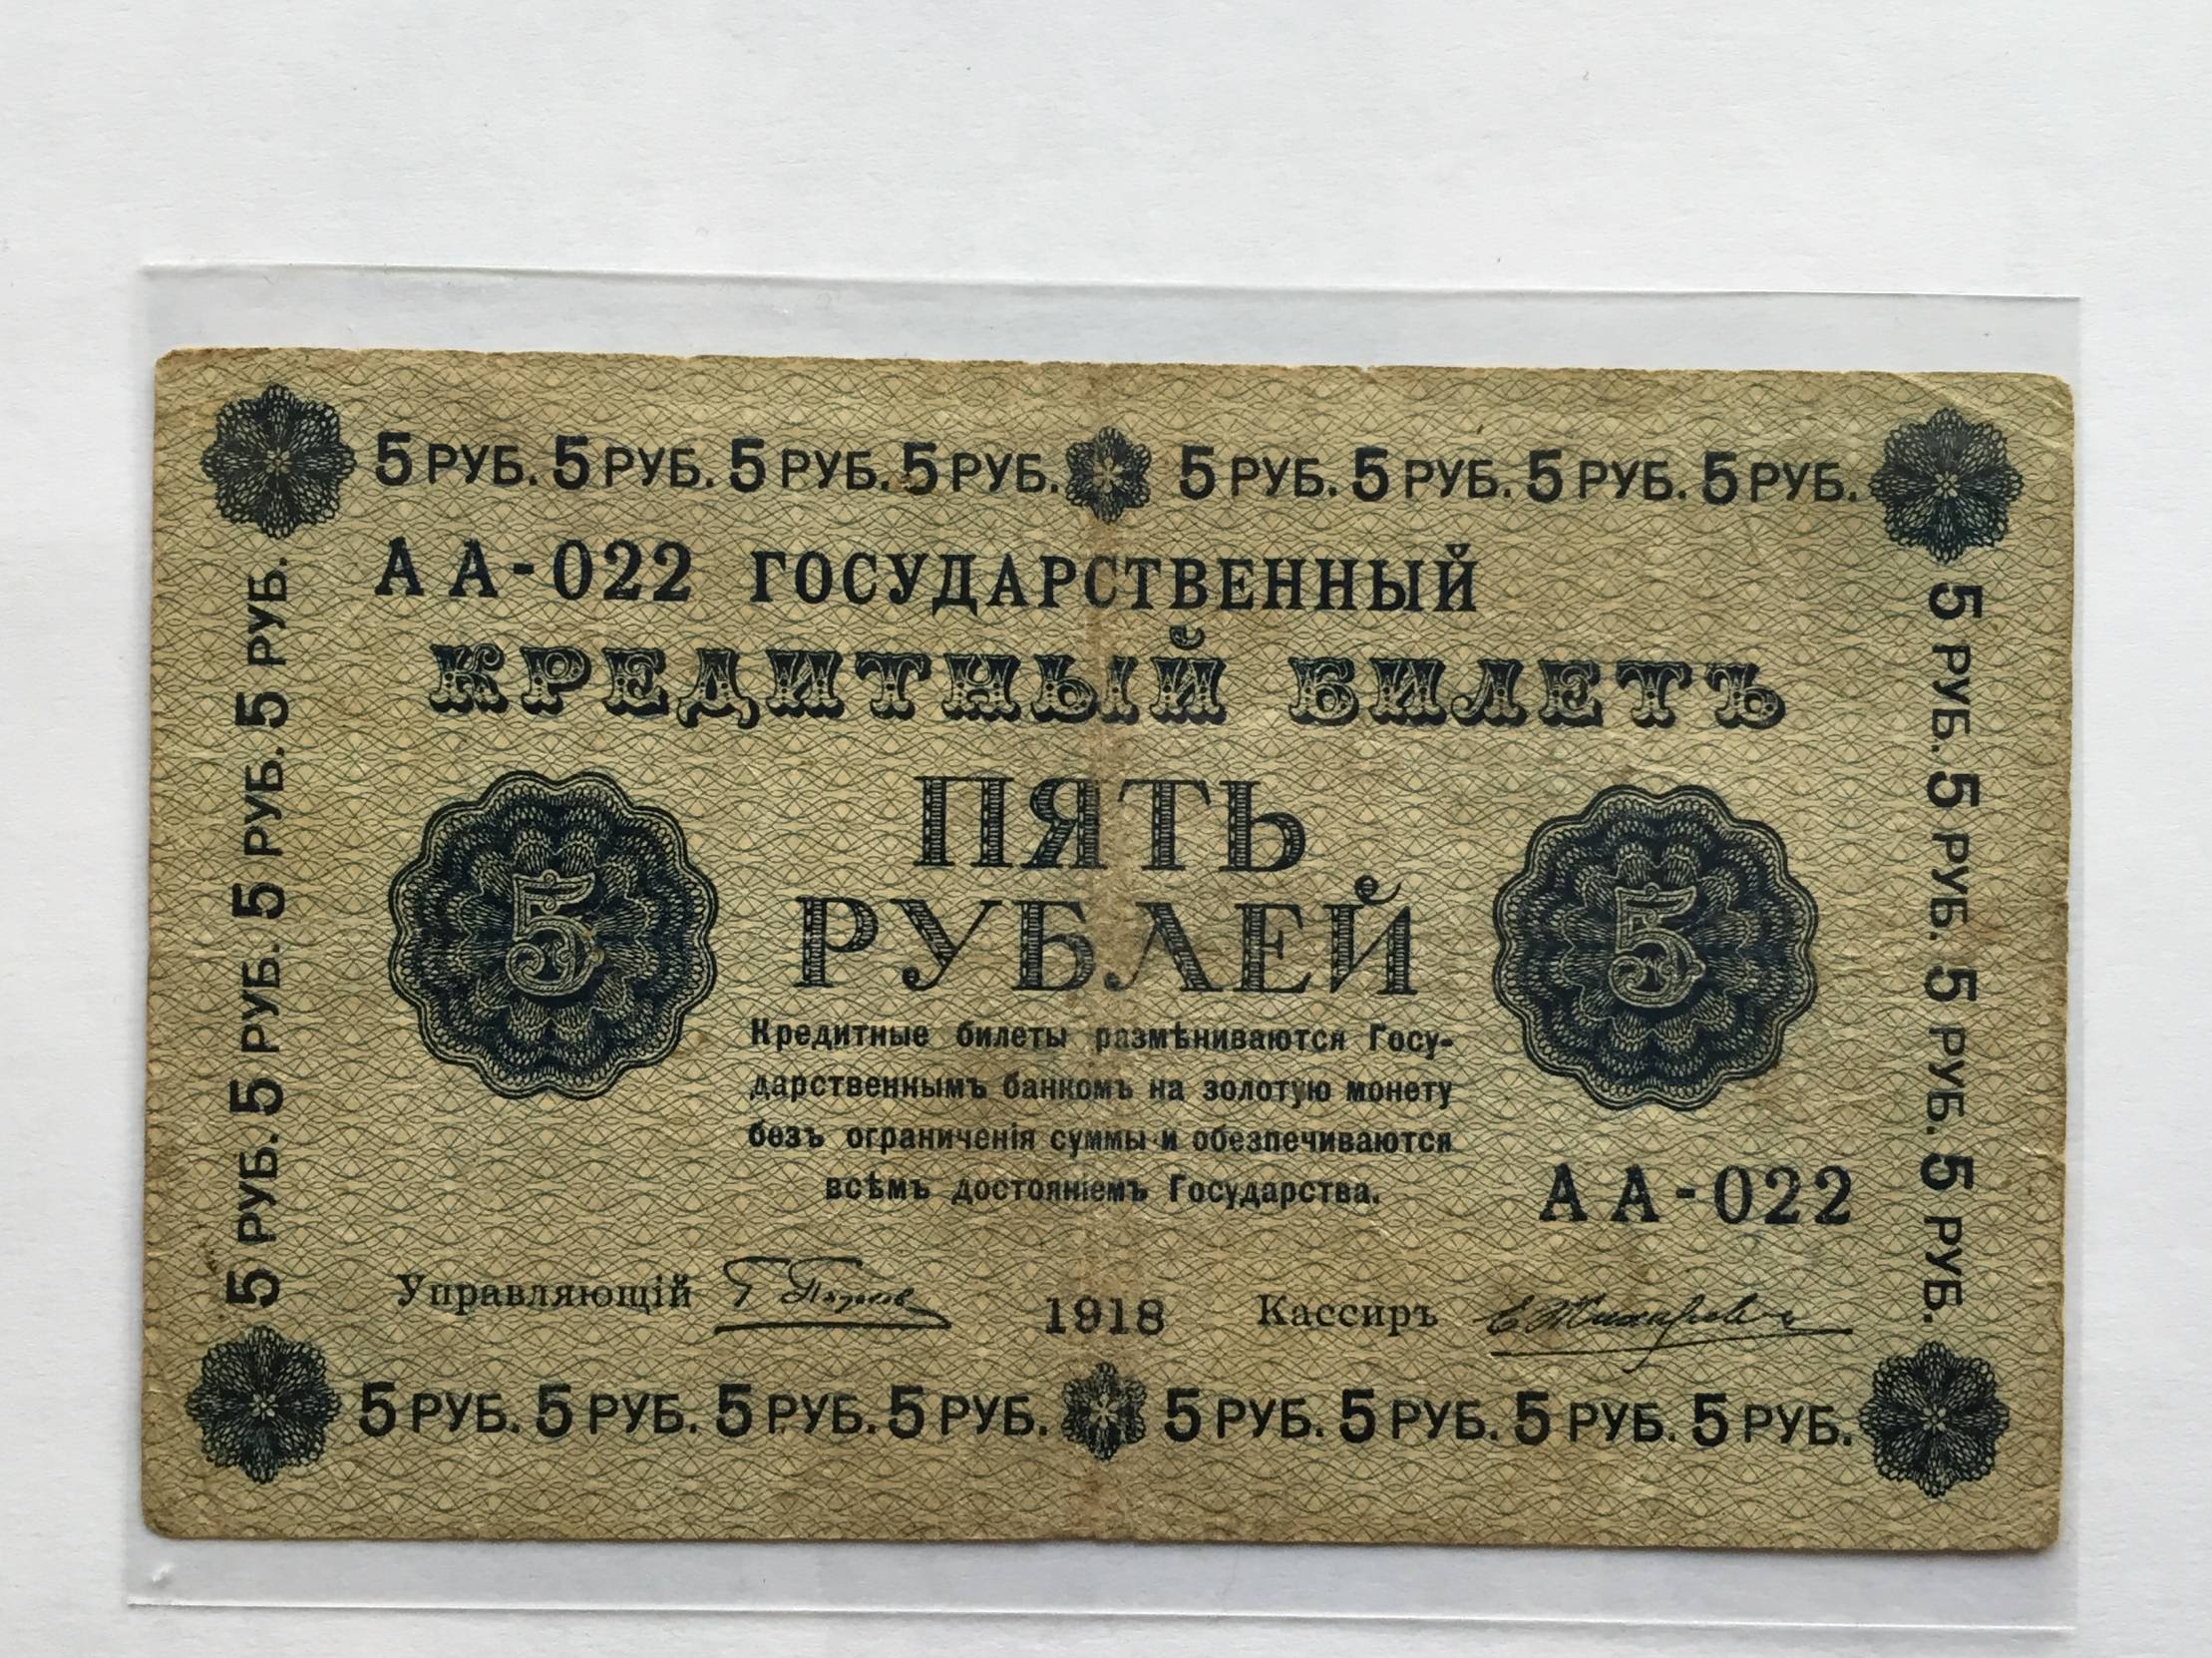 5 РУБ. 5 РУБ. 5 РУБ. 5 РУБ. 5 РУБ. 5 РУБ. 5 РУБ. 5 РУБ.
АА-022 ГОСУДАРСТВЕННЫЙ
КРЕДИТНЫЙ БИЛЕТЪ
ПЯТЬ
РУБЛЕЙ
5
5
Кредитные билеты размѣниваются Госу-
дарственнымъ банкомъ на золотую монету
безъ ограниченія суммы и обезпечиваются
всѣмъ достояніемъ Государства.
АА-022
Управляющій
1918
Кассиръ
5 РУБ. 5 РУБ. 5 РУБ. 5 РУБ. 5 РУБ. 5 РУБ. 5 РУБ. 5 РУБ.
5 РУБ. 5 РУБ. 5 РУБ. 5 РУБ.
5 РУБ. 5 РУБ. 5 РУБ. 5 РУБ.